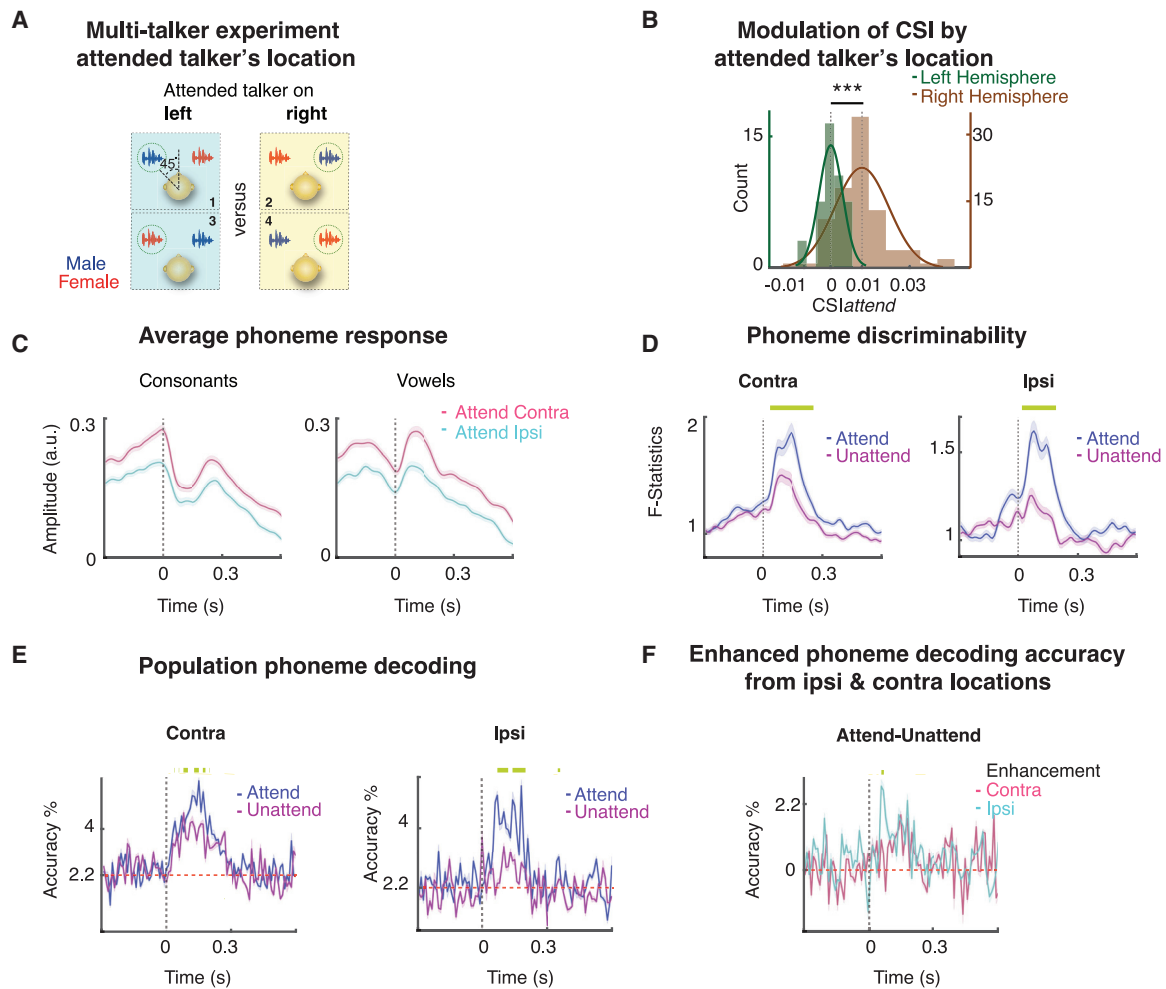 A
Multi-talker experiment
attended talker's location
Attended talker on
left
right
45°
1
2
3
4
versus
Male
Female
B
Modulation of CSI by
attended talker's location
- Left Hemisphere
- Right Hemisphere
***
15
0
Count
30
15
-0.01 0 0.01 0.03
CSIattend
C
Average phoneme response
Consonants
Vowels
- Attend Contra
- Attend Ipsi
0.3
0
Amplitude (a.u.)
0 0.3
Time (s)
0.3
0
0 0.3
Time (s)
D
Phoneme discriminability
Contra
- Attend
- Unattend
2
1
F-Statistics
0 0.3
Time (s)
Ipsi
- Attend
- Unattend
1.5
1
0 0.3
Time (s)
E
Population phoneme decoding
Contra
- Attend
- Unattend
4
2.2
Accuracy %
0 0.3
Time (s)
Ipsi
- Attend
- Unattend
4
2.2
Accuracy %
0 0.3
Time (s)
F
Enhanced phoneme decoding accuracy
from ipsi & contra locations
Attend-Unattend
Enhancement
- Contra
- Ipsi
2.2
0
Accuracy %
0 0.3
Time (s)